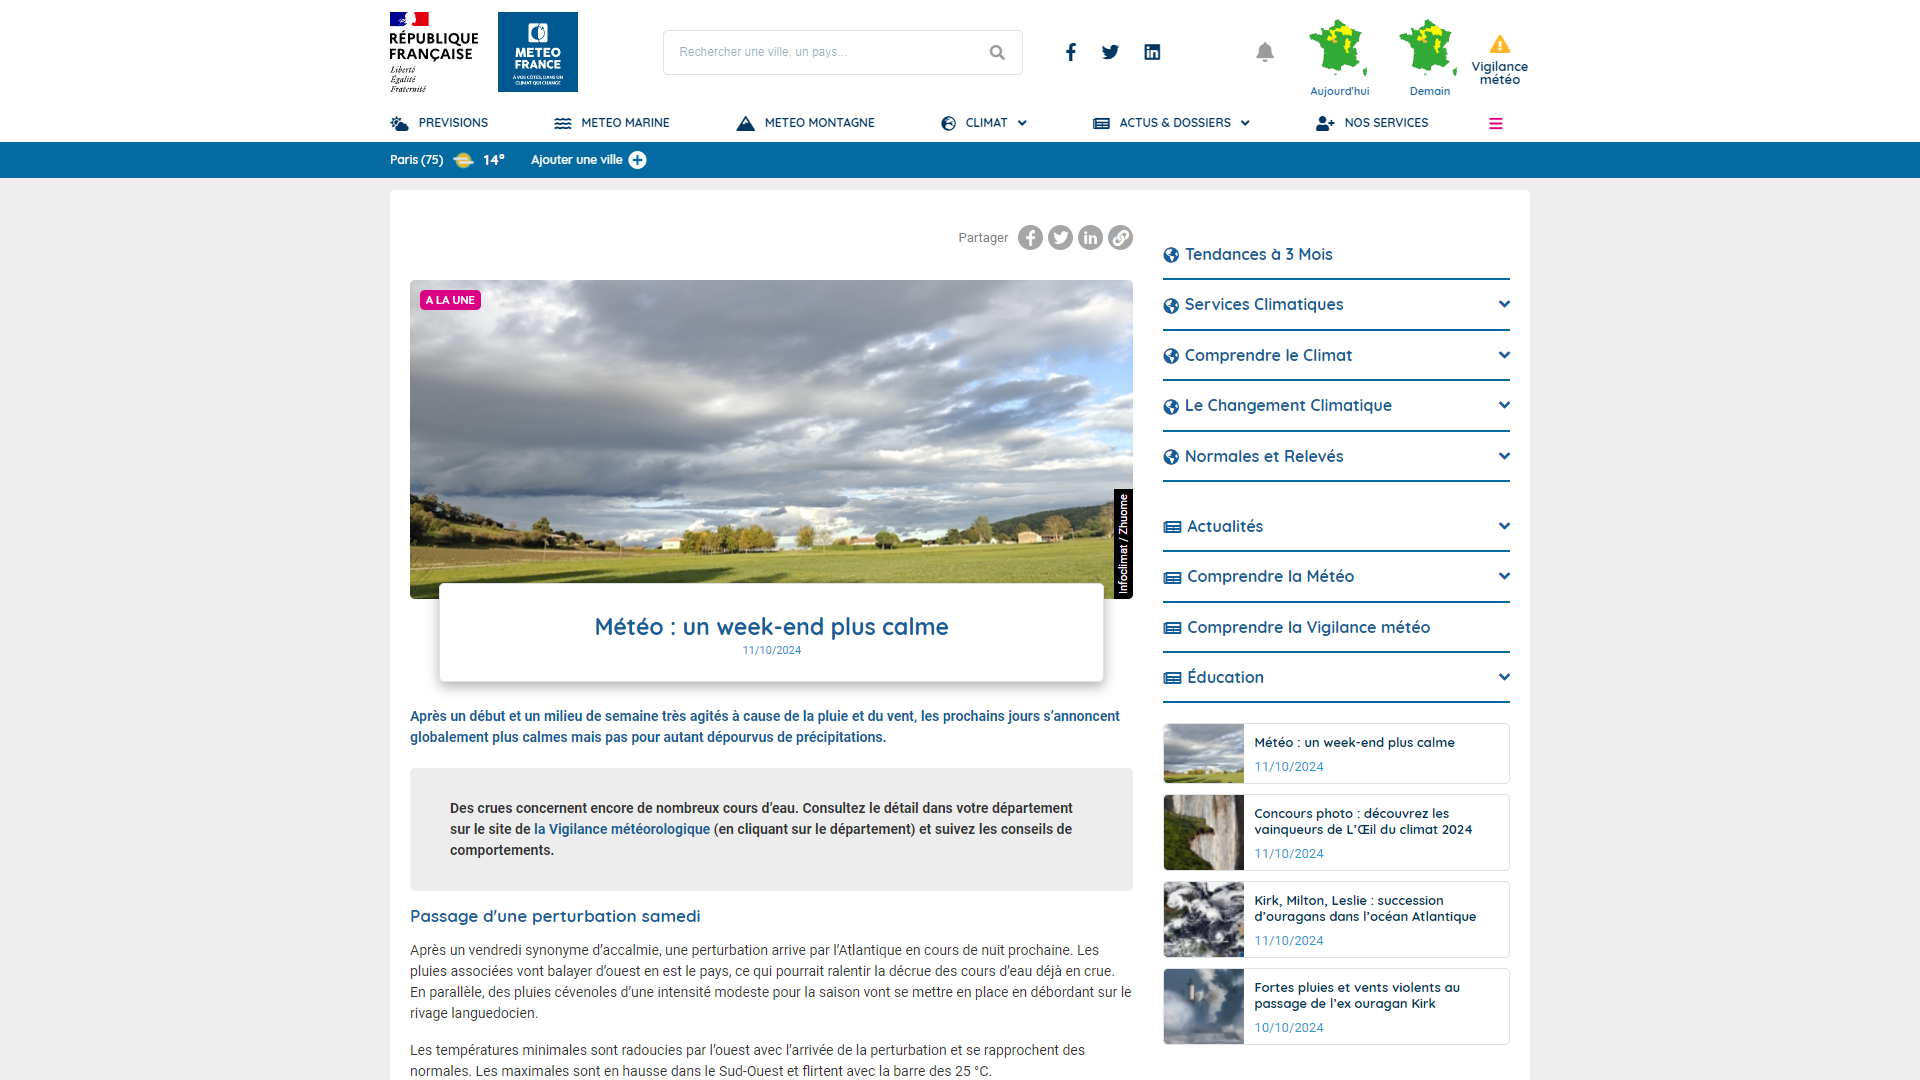 RÉPUBLIQUE
FRANÇAISE
Liberté
Égalité
Fraternité
METEO
FRANCE
À VOS CÔTÉS, DANS UN
CLIMAT QUI CHANGE
Rechercher une ville, un pays...
Aujourd'hui
Demain
Vigilance
météo
PREVISIONS
METEO MARINE
METEO MONTAGNE
CLIMAT
ACTUS & DOSSIERS
NOS SERVICES
Paris (75)
14°
Ajouter une ville
Partager
A LA UNE
Infoclimat / Zhuome
Météo : un week-end plus calme
11/10/2024
Après un début et un milieu de semaine très agités à cause de la pluie et du vent, les prochains jours s’annoncent
globalement plus calmes mais pas pour autant dépourvus de précipitations.
Des crues concernent encore de nombreux cours d’eau. Consultez le détail dans votre département
sur le site de la Vigilance météorologique (en cliquant sur le département) et suivez les conseils de
comportements.
Passage d'une perturbation samedi
Après un vendredi synonyme d’accalmie, une perturbation arrive par l’Atlantique en cours de nuit prochaine. Les
pluies associées vont balayer d’ouest en est le pays, ce qui pourrait ralentir la décrue des cours d’eau déjà en crue.
En parallèle, des pluies cévenoles d’une intensité modeste pour la saison vont se mettre en place en débordant sur le
rivage languedocien.
Les températures minimales sont radoucies par l’ouest avec l’arrivée de la perturbation et se rapprochent des
normales. Les maximales sont en hausse dans le Sud-Ouest et flirtent avec la barre des 25 °C.
Tendances à 3 Mois
Services Climatiques
Comprendre le Climat
Le Changement Climatique
Normales et Relevés
Actualités
Comprendre la Météo
Comprendre la Vigilance météo
Éducation
Météo : un week-end plus calme
11/10/2024
Concours photo : découvrez les
vainqueurs de L’Œil du climat 2024
11/10/2024
Kirk, Milton, Leslie : succession
d’ouragans dans l’océan Atlantique
11/10/2024
Fortes pluies et vents violents au
passage de l’ex ouragan Kirk
10/10/2024